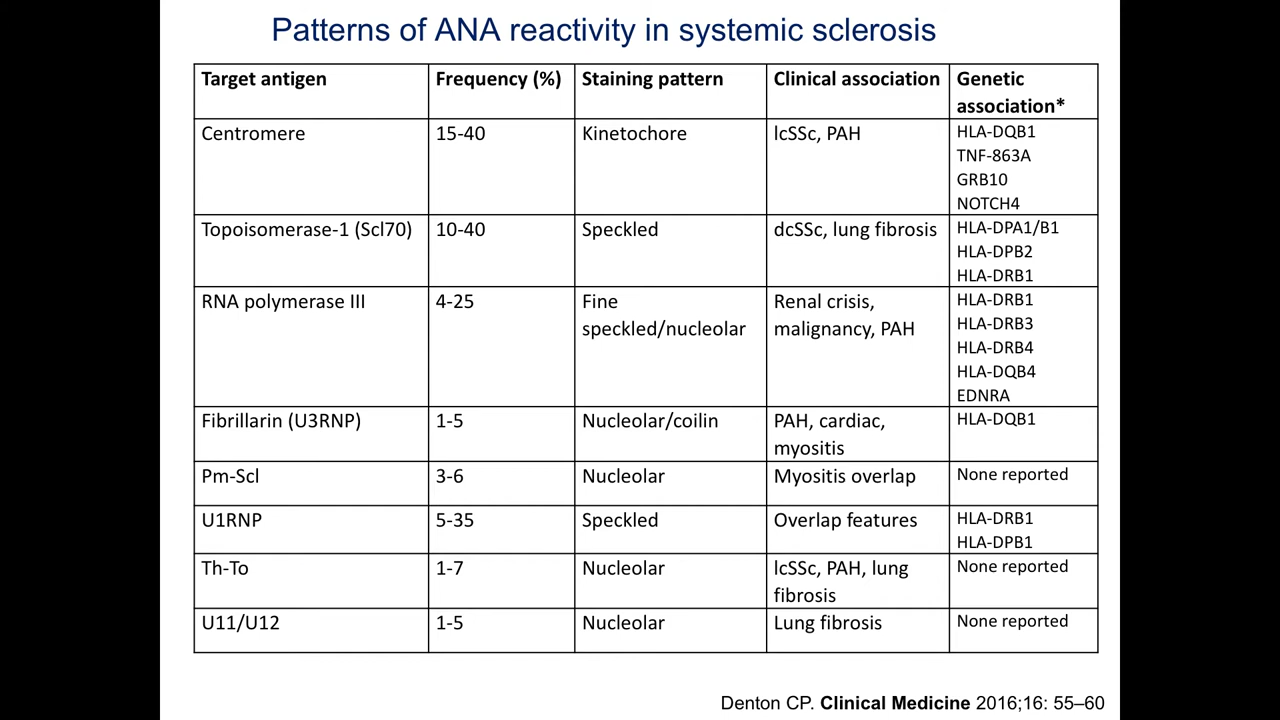 Patterns of ANA reactivity in systemic sclerosis
Target antigen Frequency (%) Staining pattern Clinical association Genetic association*
Centromere 15-40 Kinetochore lcSSc, PAH HLA-DQB1
TNF-863A
GRB10
NOTCH4
Topoisomerase-1 (Scl70) 10-40 Speckled dcSSc, lung fibrosis HLA-DPA1/B1
HLA-DPB2
HLA-DRB1
RNA polymerase III 4-25 Fine speckled/nucleolar Renal crisis, malignancy, PAH HLA-DRB1
HLA-DRB3
HLA-DRB4
HLA-DQB4
EDNRA
Fibrillarin (U3RNP) 1-5 Nucleolar/coilin PAH, cardiac, myositis HLA-DQB1
Pm-Scl 3-6 Nucleolar Myositis overlap None reported
U1RNP 5-35 Speckled Overlap features HLA-DRB1
HLA-DPB1
Th-To 1-7 Nucleolar lcSSc, PAH, lung fibrosis None reported
U11/U12 1-5 Nucleolar Lung fibrosis None reported
Denton CP. Clinical Medicine 2016;16: 55–60